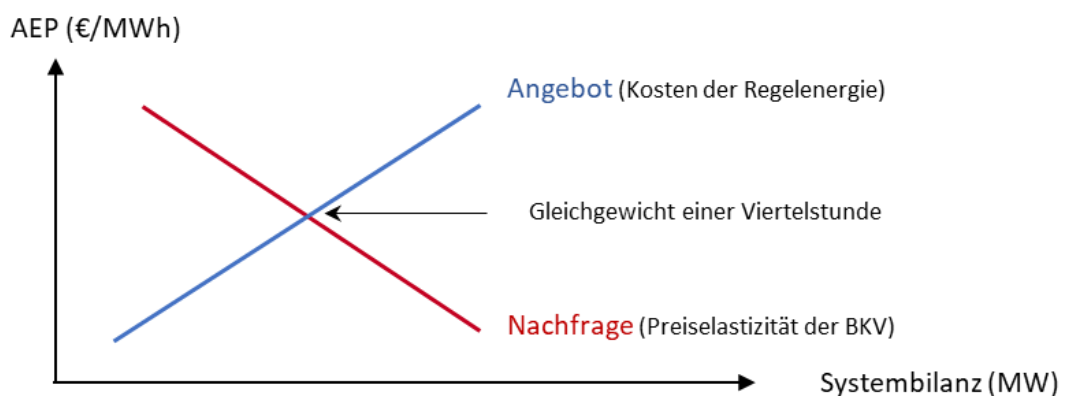 AEP (€/MWh)
Angebot (Kosten der Regelenergie)
Gleichgewicht einer Viertelstunde
Nachfrage (Preiselastizität der BKV)
Systembilanz (MW)